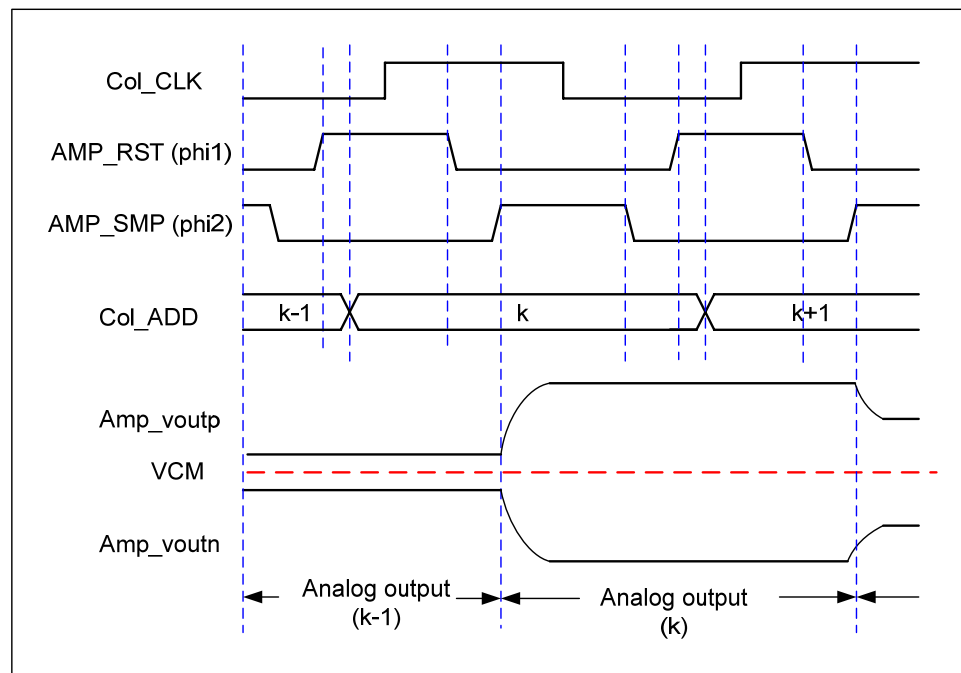 Col_CLK
AMP_RST (phi1)
AMP_SMP (phi2)
Col_ADD
k-1
k
k+1
Amp_voutp
VCM
Amp_voutn
Analog output
(k-1)
Analog output
(k)